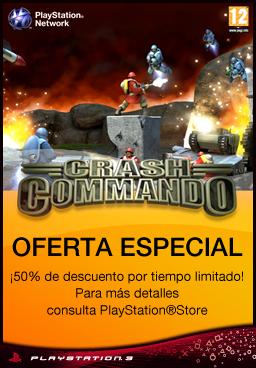 PlayStation®
Network
12
www.pegi.info
CRASH
COMMANDO
OFERTA ESPECIAL
¡50% de descuento por tiempo limitado!
Para más detalles
consulta PlayStation®Store
PLAYSTATION 3